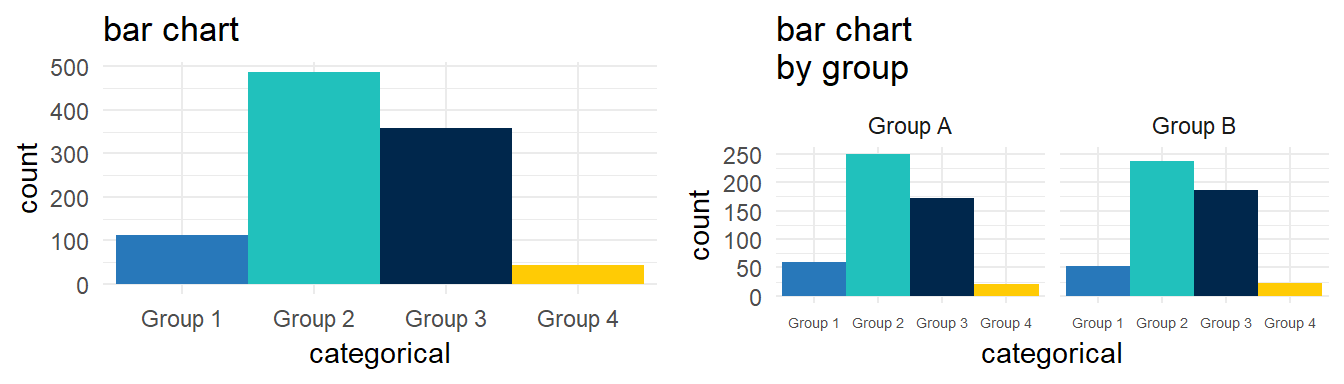 bar chart
500
400
300
200
100
0
count
Group 1 Group 2 Group 3 Group 4
categorical
bar chart
by group
Group A Group B
250
200
150
100
50
0
count
Group 1 Group 2 Group 3 Group 4 Group 1 Group 2 Group 3 Group 4
categorical